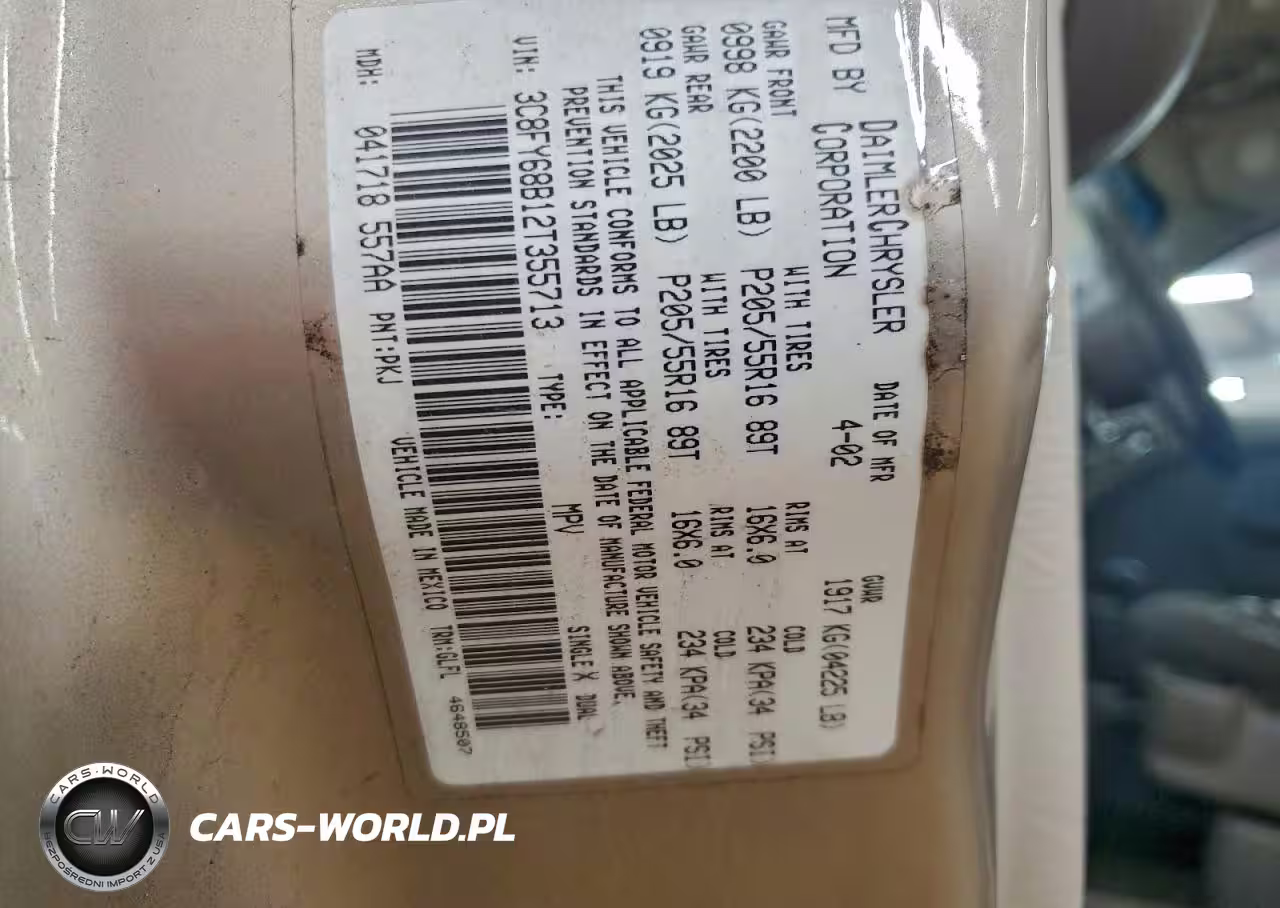 MFD BY DAIMLERCHRYSLER CORPORATION DATE OF MFR 4-02 GVWR 1917 KG(04225 LB)
GAWR FRONT WITH TIRES RIMS AT COLD
0998 KG(2200 LB) P205/55R16 89T 16X6.0 234 KPA(34 PSI)
GAWR REAR WITH TIRES RIMS AT COLD
0919 KG(2025 LB) P205/55R16 89T 16X6.0 234 KPA(34 PSI)
THIS VEHICLE CONFORMS TO ALL APPLICABLE FEDERAL MOTOR VEHICLE SAFETY AND THEFT
PREVENTION STANDARDS IN EFFECT ON THE DATE OF MANUFACTURE SHOWN ABOVE.
VIN: 3C8FY68B12T355713 TYPE: MPV SINGLE X DUAL
MDH: 041718 557AA PNT:PKJ VEHICLE MADE IN MEXICO TRM:GLFL 4648507
CARS-WORLD
CW
BEZPOŚREDNI IMPORT Z USA
CARS-WORLD.PL